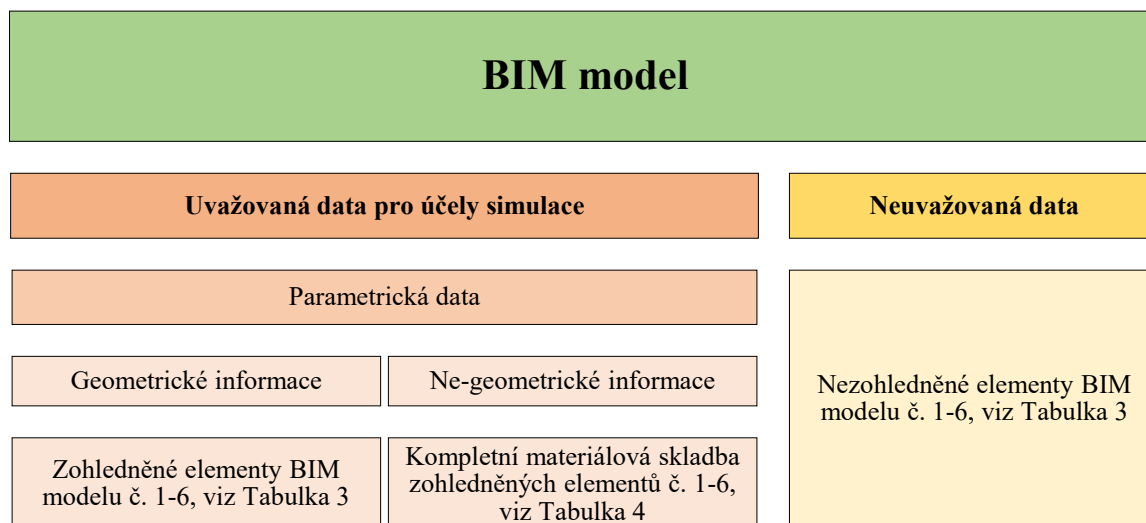 BIM model
Uvažovaná data pro účely simulace
Neuvažovaná data
Parametrická data
Geometrické informace
Ne-geometrické informace
Zohledněné elementy BIM
modelu č. 1-6, viz Tabulka 3
Kompletní materiálová skladba
zohledněných elementů č. 1-6,
viz Tabulka 4
Nezohledněné elementy BIM
modelu č. 1-6, viz Tabulka 3